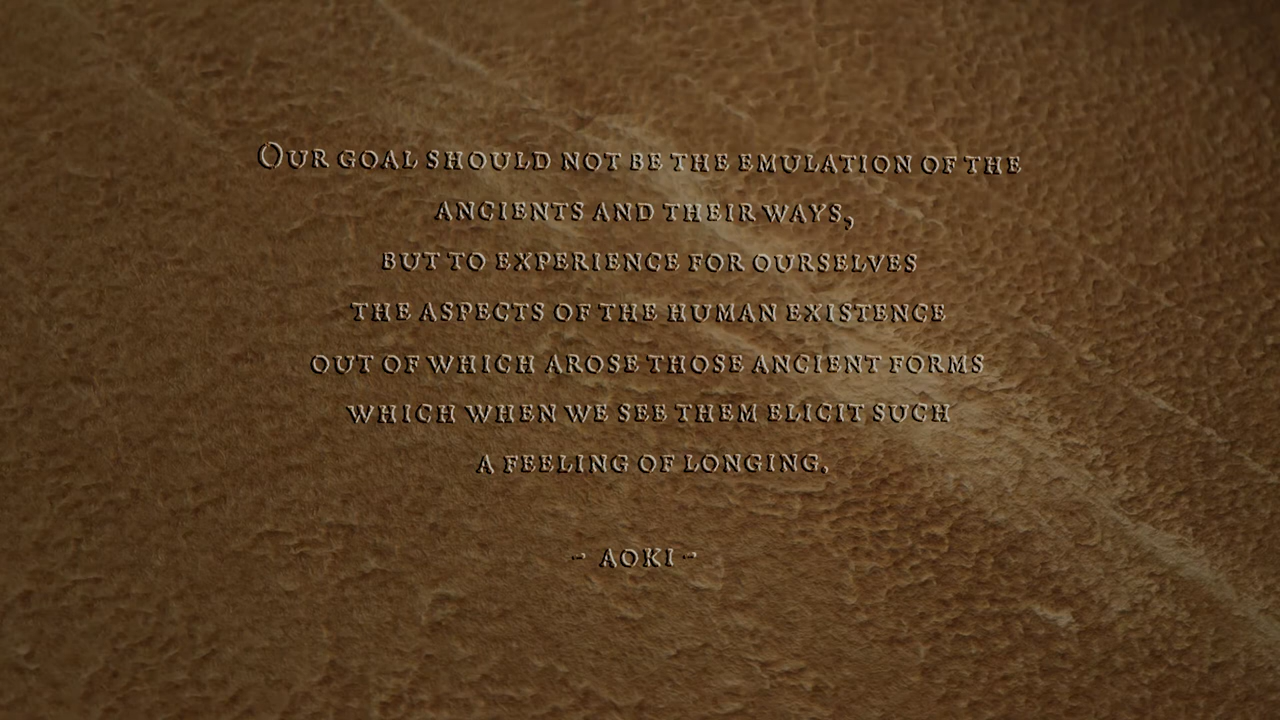 Our goal should not be the emulation of the
ancients and their ways,
but to experience for ourselves
the aspects of the human existence
out of which arose those ancient forms
which when we see them elicit such
a feeling of longing.
~ Aoki ~